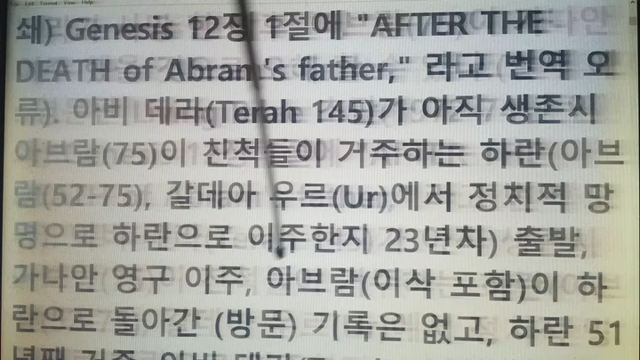 쇄) Genesis 12장 1절에 "AFTER THE
DEATH of Abram's father," 라고 번역 오
류). 아비 데라(Terah 145)가 아직 생존시
아브람(75)이 친척들이 거주하는 하란(아브
람(52-75), 갈데아 우르(Ur)에서 정치적 망
명으로 하란으로 이주한지 23년차) 출발,
가나안 영구 이주, 아브람(이삭 포함)이 하
란으로 돌아간 (방문) 기록은 없고, 하란 51